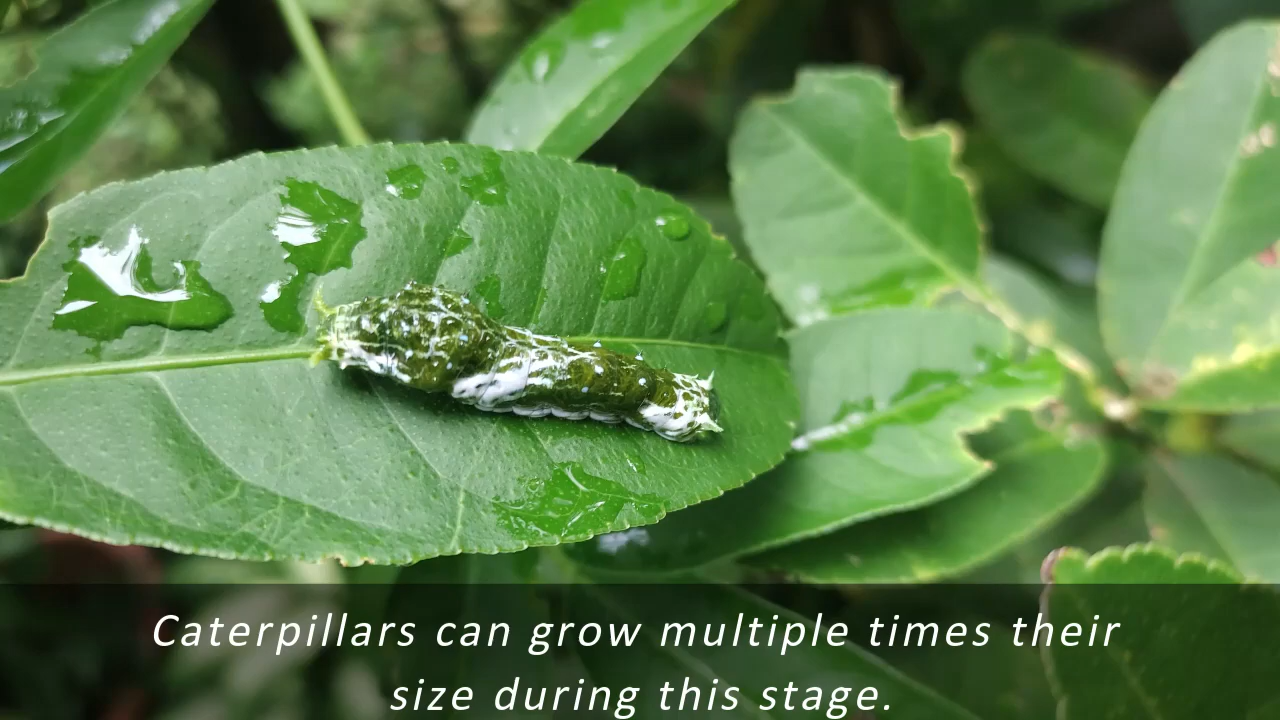 Caterpillars can grow multiple times their
size during this stage.